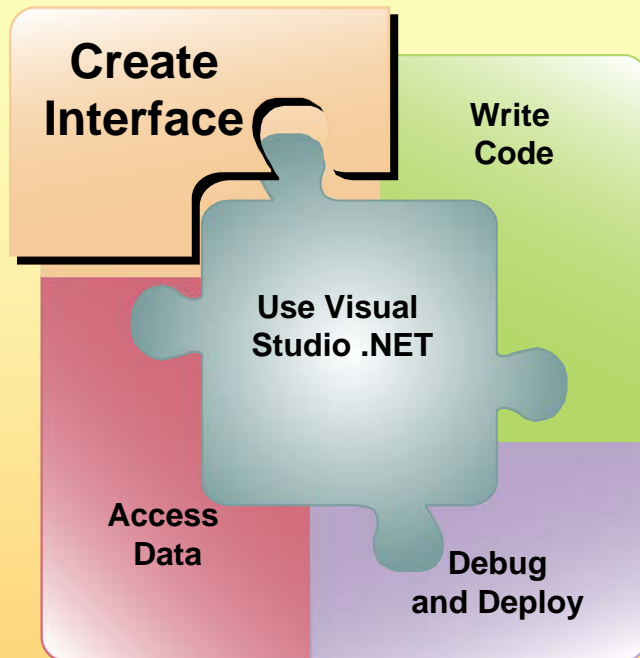 Create
Interface
Write
Code
Use Visual
Studio .NET
Access
Data
Debug
and Deploy